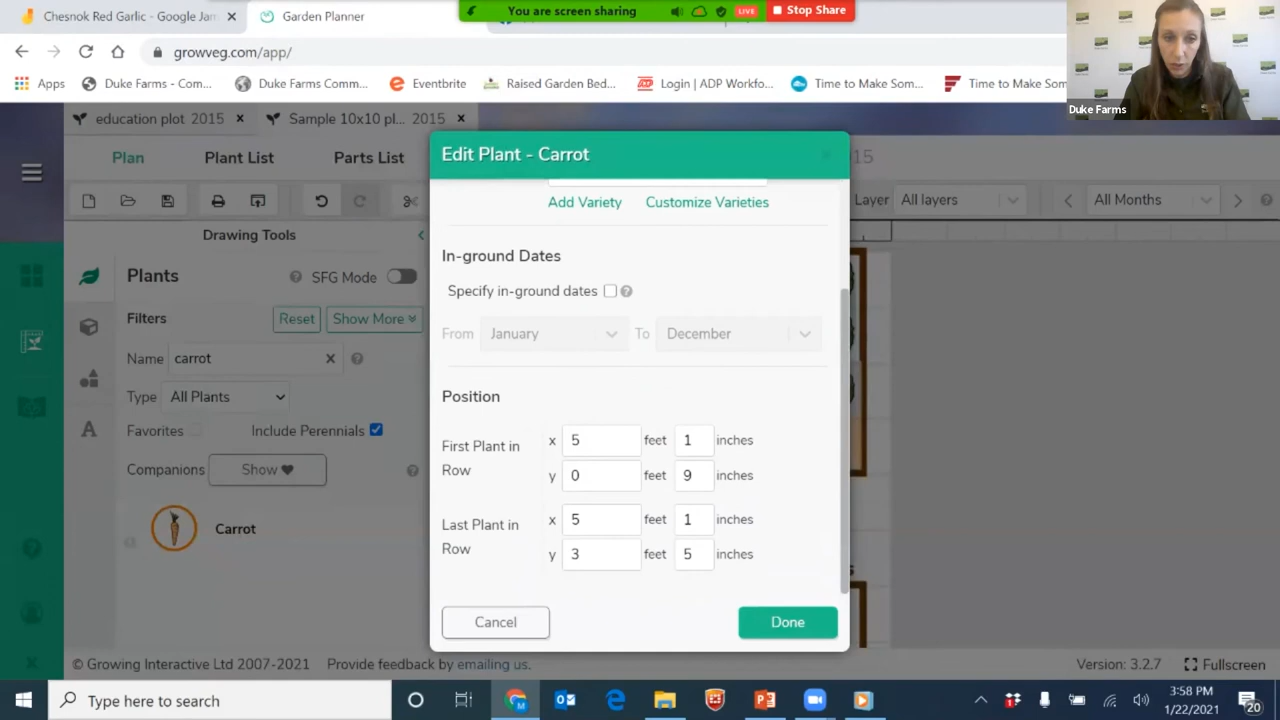 Chesnok Red Garlic - Google Jam
Garden Planner
You are screen sharing
LIVE
Stop Share
growveg.com/app/
Apps
Duke Farms - Com...
Duke Farms Comm...
Eventbrite
Raised Garden Bed...
Login | ADP Workfo...
Time to Make Som...
Time to Make Som...
Duke Farms
education plot 2015
Sample 10x10 pl... 2015
Plan
Plant List
Parts List
2015
Layer
All layers
All Months
Drawing Tools
Plants
SFG Mode
Filters
Reset
Show More
Name
carrot
Type
All Plants
Favorites
Include Perennials
Companions
Show
Carrot
Edit Plant - Carrot
Add Variety
Customize Varieties
In-ground Dates
Specify in-ground dates
From
January
To
December
Position
First Plant in
Row
x 5 feet 1 inches
y 0 feet 9 inches
Last Plant in
Row
x 5 feet 1 inches
y 3 feet 5 inches
Cancel
Done
© Growing Interactive Ltd 2007-2021
Provide feedback by emailing us.
Version: 3.2.7
Fullscreen
Type here to search
3:58 PM
1/22/2021
20